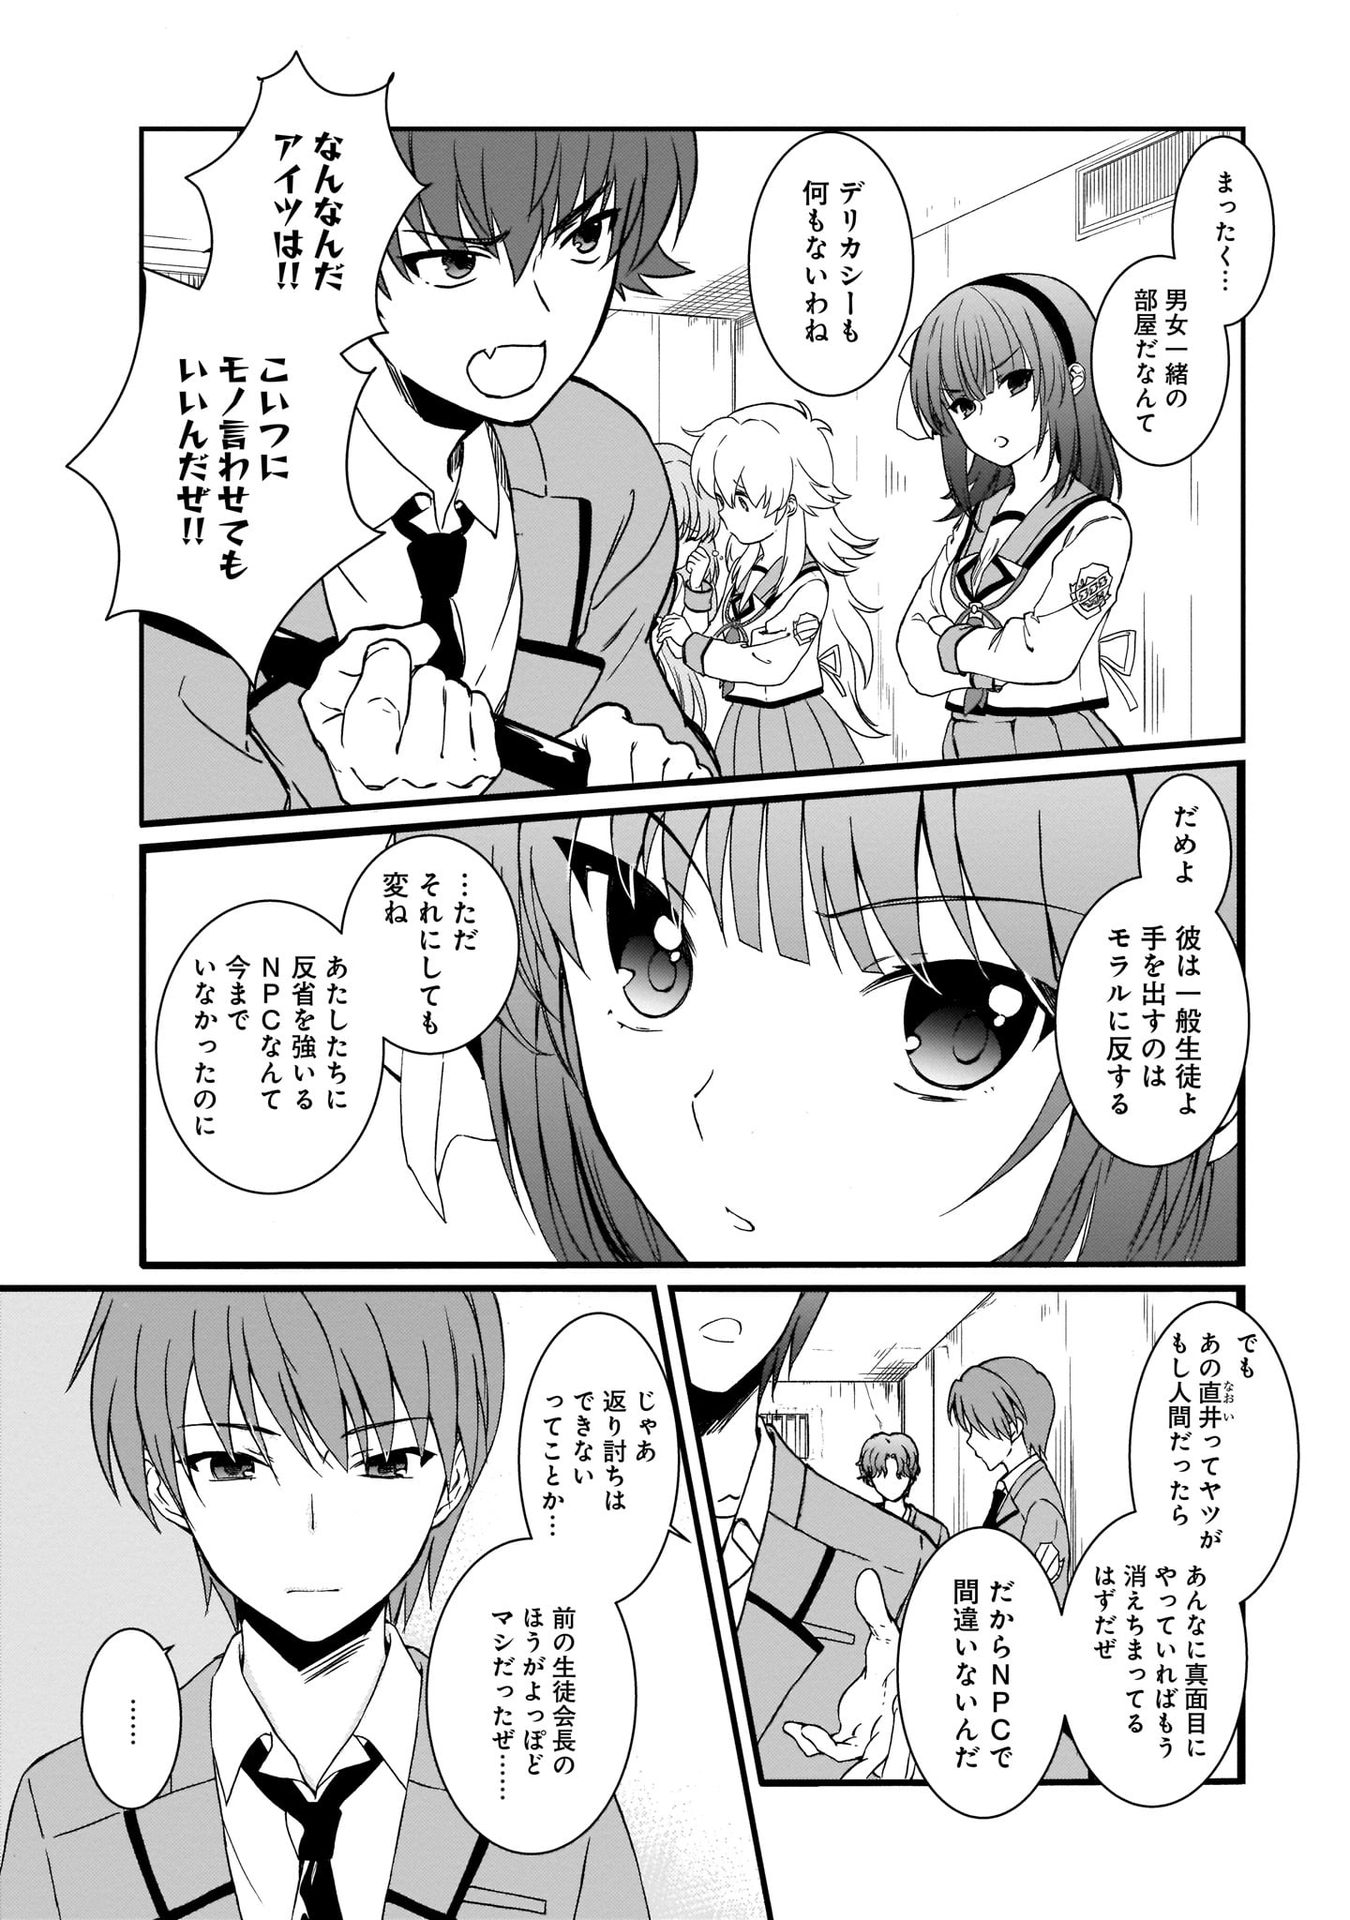 まったく…
男女一緒の
部屋だなんて
デリカシーも
何もないわね
なんなんだ
アイツは!!
こいつに
モノ言わせても
いいんだぜ!!
だめよ
彼は一般生徒よ
手を出すのは
モラルに反する
…ただ
それにしても
変ね
あたしたちに
反省を強いる
NPCなんて
今まで
いなかったのに
でも
あの直井ってヤツが
なおい
もし人間だったら
あんなに真面目に
やっていればもう
消えちまってる
はずだぜ
だからNPCで
間違いないんだ
じゃあ
返り討ちは
できない
ってことか…
前の生徒会長の
ほうがよっぽど
マシだったぜ……
……